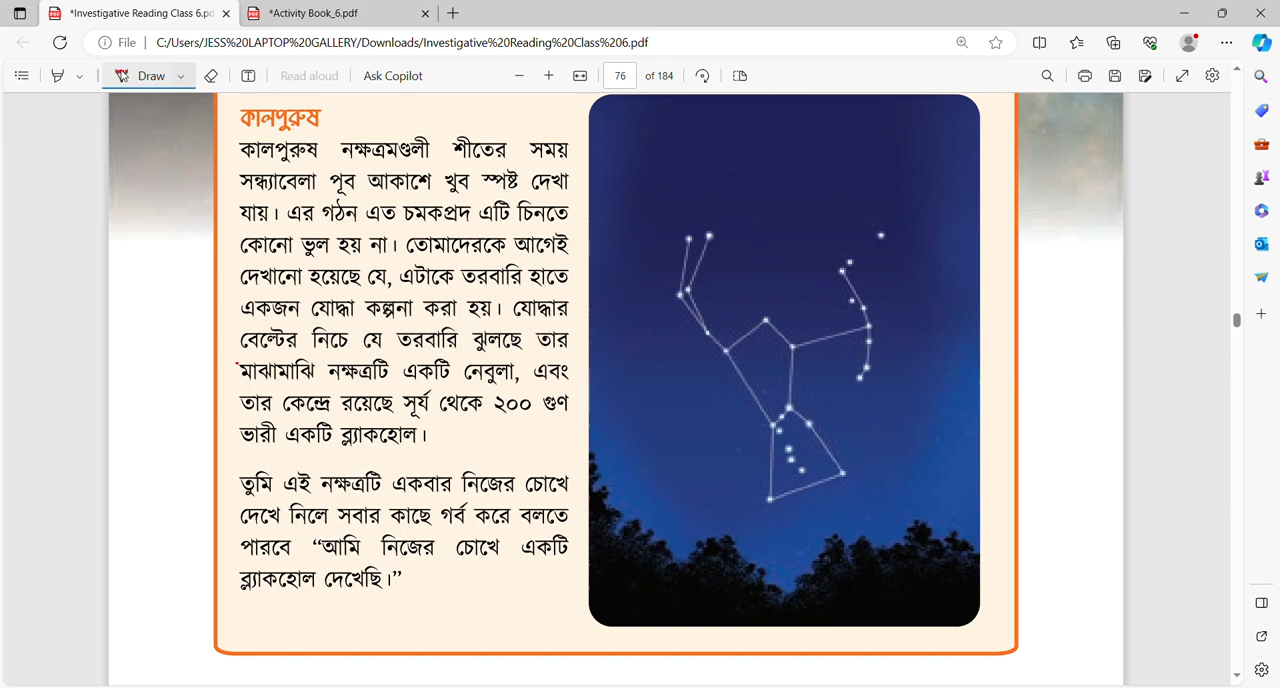 *Investigative Reading Class 6.pd
*Activity Book_6.pdf
File C:/Users/JESS%20LAPTOP%20GALLERY/Downloads/Investigative%20Reading%20Class%206.pdf
Draw
Read aloud
Ask Copilot
76 of 184
কালপুরুষ
কালপুরুষ নক্ষত্রমণ্ডলী শীতের সময়
সন্ধ্যাবেলা পূব আকাশে খুব স্পষ্ট দেখা
যায়। এর গঠন এত চমকপ্রদ এটি চিনতে
কোনো ভুল হয় না। তোমাদেরকে আগেই
দেখানো হয়েছে যে, এটাকে তরবারি হাতে
একজন যোদ্ধা কল্পনা করা হয়। যোদ্ধার
বেল্টের নিচে যে তরবারি ঝুলছে তার
মাঝামাঝি নক্ষত্রটি একটি নেবুলা, এবং
তার কেন্দ্রে রয়েছে সূর্য থেকে ২০০ গুণ
ভারী একটি ব্ল্যাকহোল।
তুমি এই নক্ষত্রটি একবার নিজের চোখে
দেখে নিলে সবার কাছে গর্ব করে বলতে
পারবে “আমি নিজের চোখে একটি
ব্ল্যাকহোল দেখেছি।”